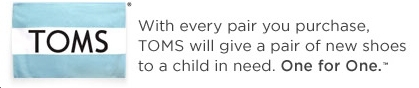 TOMS®
With every pair you purchase,
TOMS will give a pair of new shoes
to a child in need. One for One.™